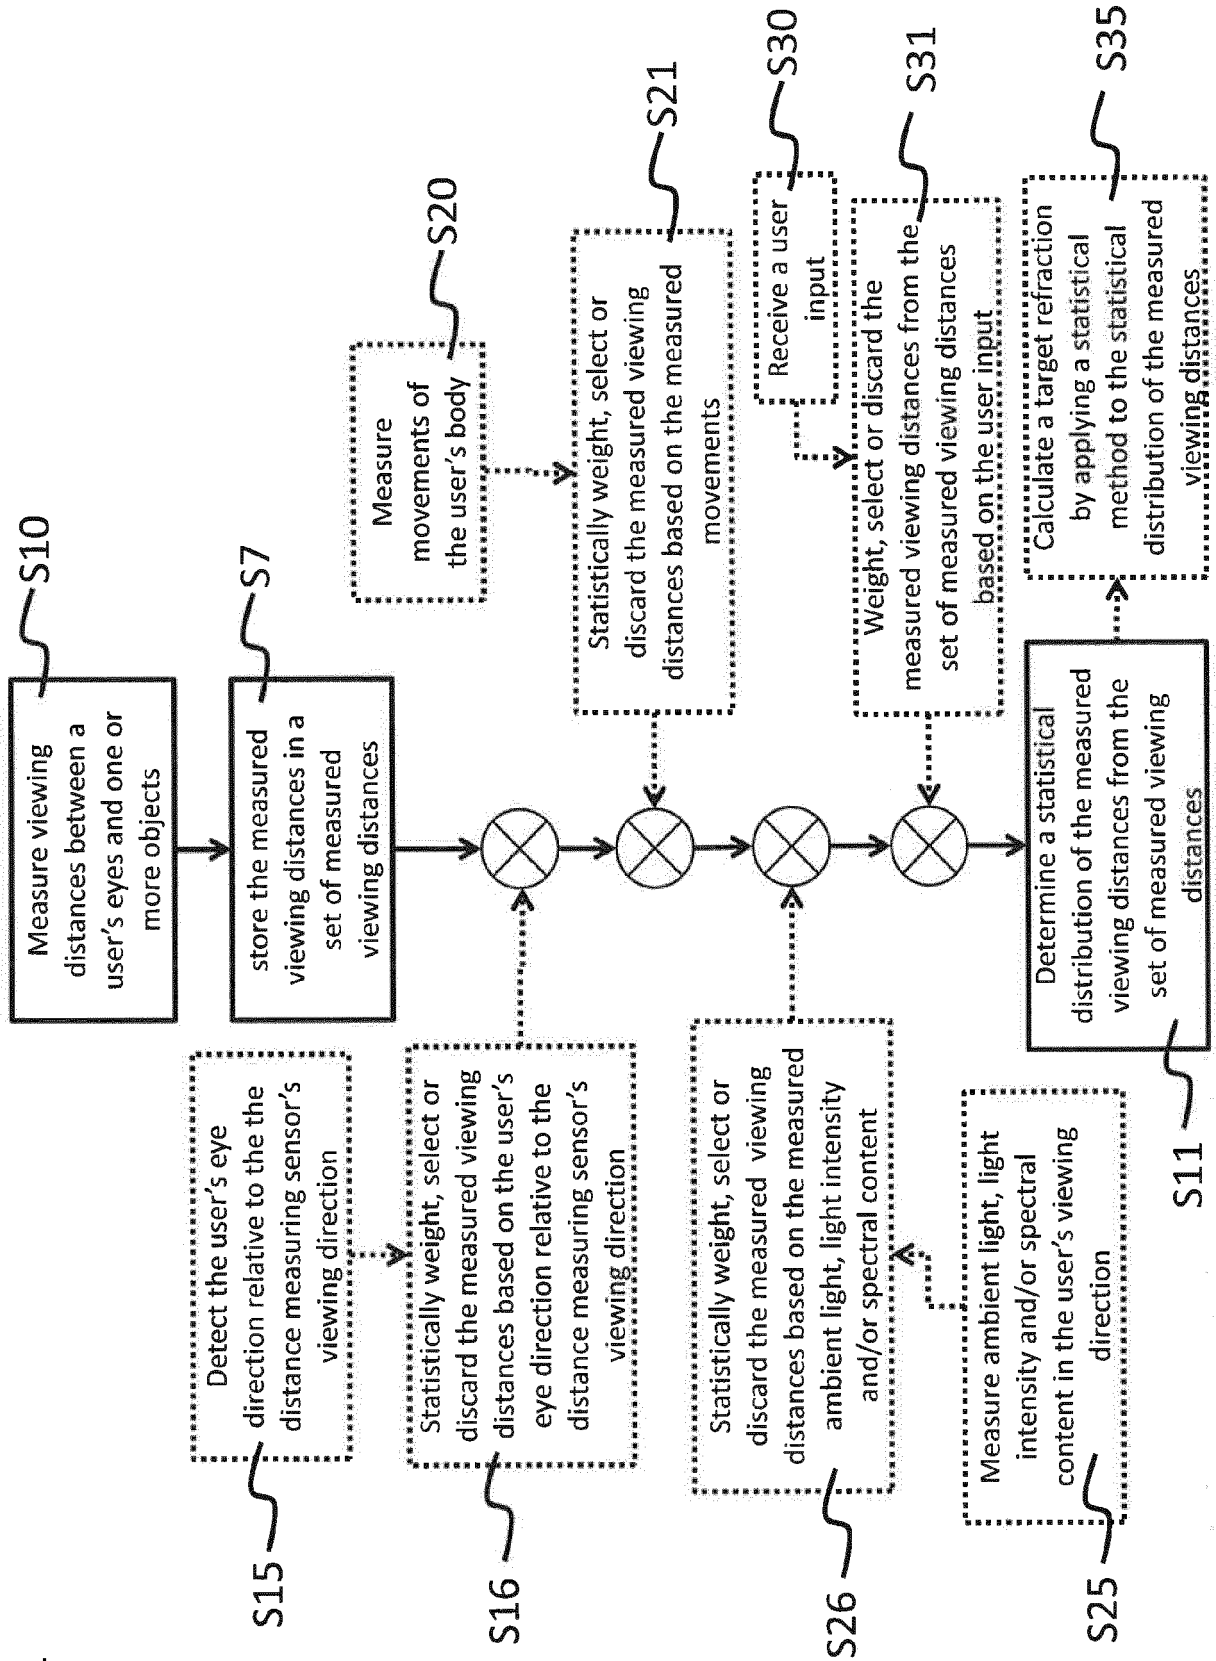 S10
Measure viewing
distances between a
user's eyes and one or
more objects
S7
store the measured
viewing distances in a
set of measured
viewing distances
S15
Detect the user's eye
direction relative to the the
distance measuring sensor's
viewing direction
S16
Statistically weight, select or
discard the measured viewing
distances based on the user's
eye direction relative to the
distance measuring sensor's
viewing direction
S20
Measure
movements of
the user's body
S21
Statistically weight, select or
discard the measured viewing
distances based on the measured
movements
S26
Statistically weight, select or
discard the measured viewing
distances based on the measured
ambient light, light intensity
and/or spectral content
S25
Measure ambient light, light
intensity and/or spectral
content in the user's viewing
direction
S30
Receive a user
input
S31
Weight, select or discard the
measured viewing distances from the
set of measured viewing distances
based on the user input
S11
Determine a statistical
distribution of the measured
viewing distances from the
set of measured viewing
distances
S35
Calculate a target refraction
by applying a statistical
method to the statistical
distribution of the measured
viewing distances